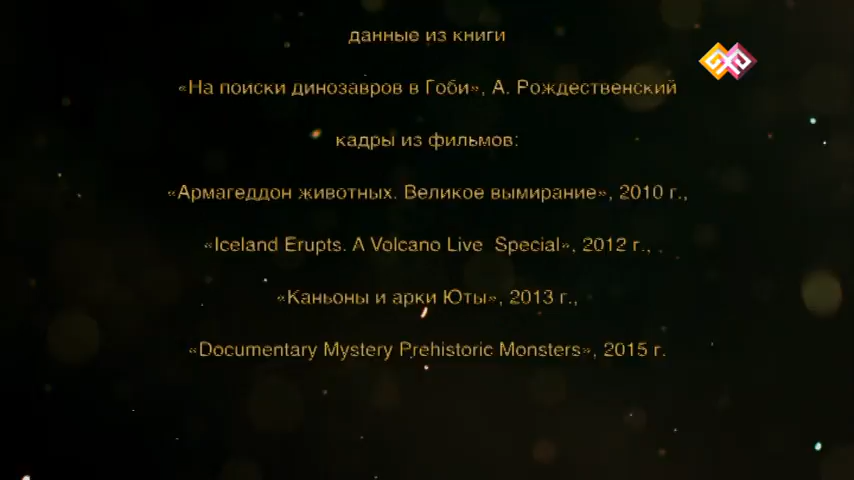 данные из книги
«На поиски динозавров в Гоби», А. Рождественский
кадры из фильмов:
«Армагеддон животных. Великое вымирание», 2010 г.,
«Iceland Erupts. A Volcano Live Special», 2012 г.,
«Каньоны и арки Юты», 2013 г.,
«Documentary Mystery Prehistoric Monsters», 2015 г.